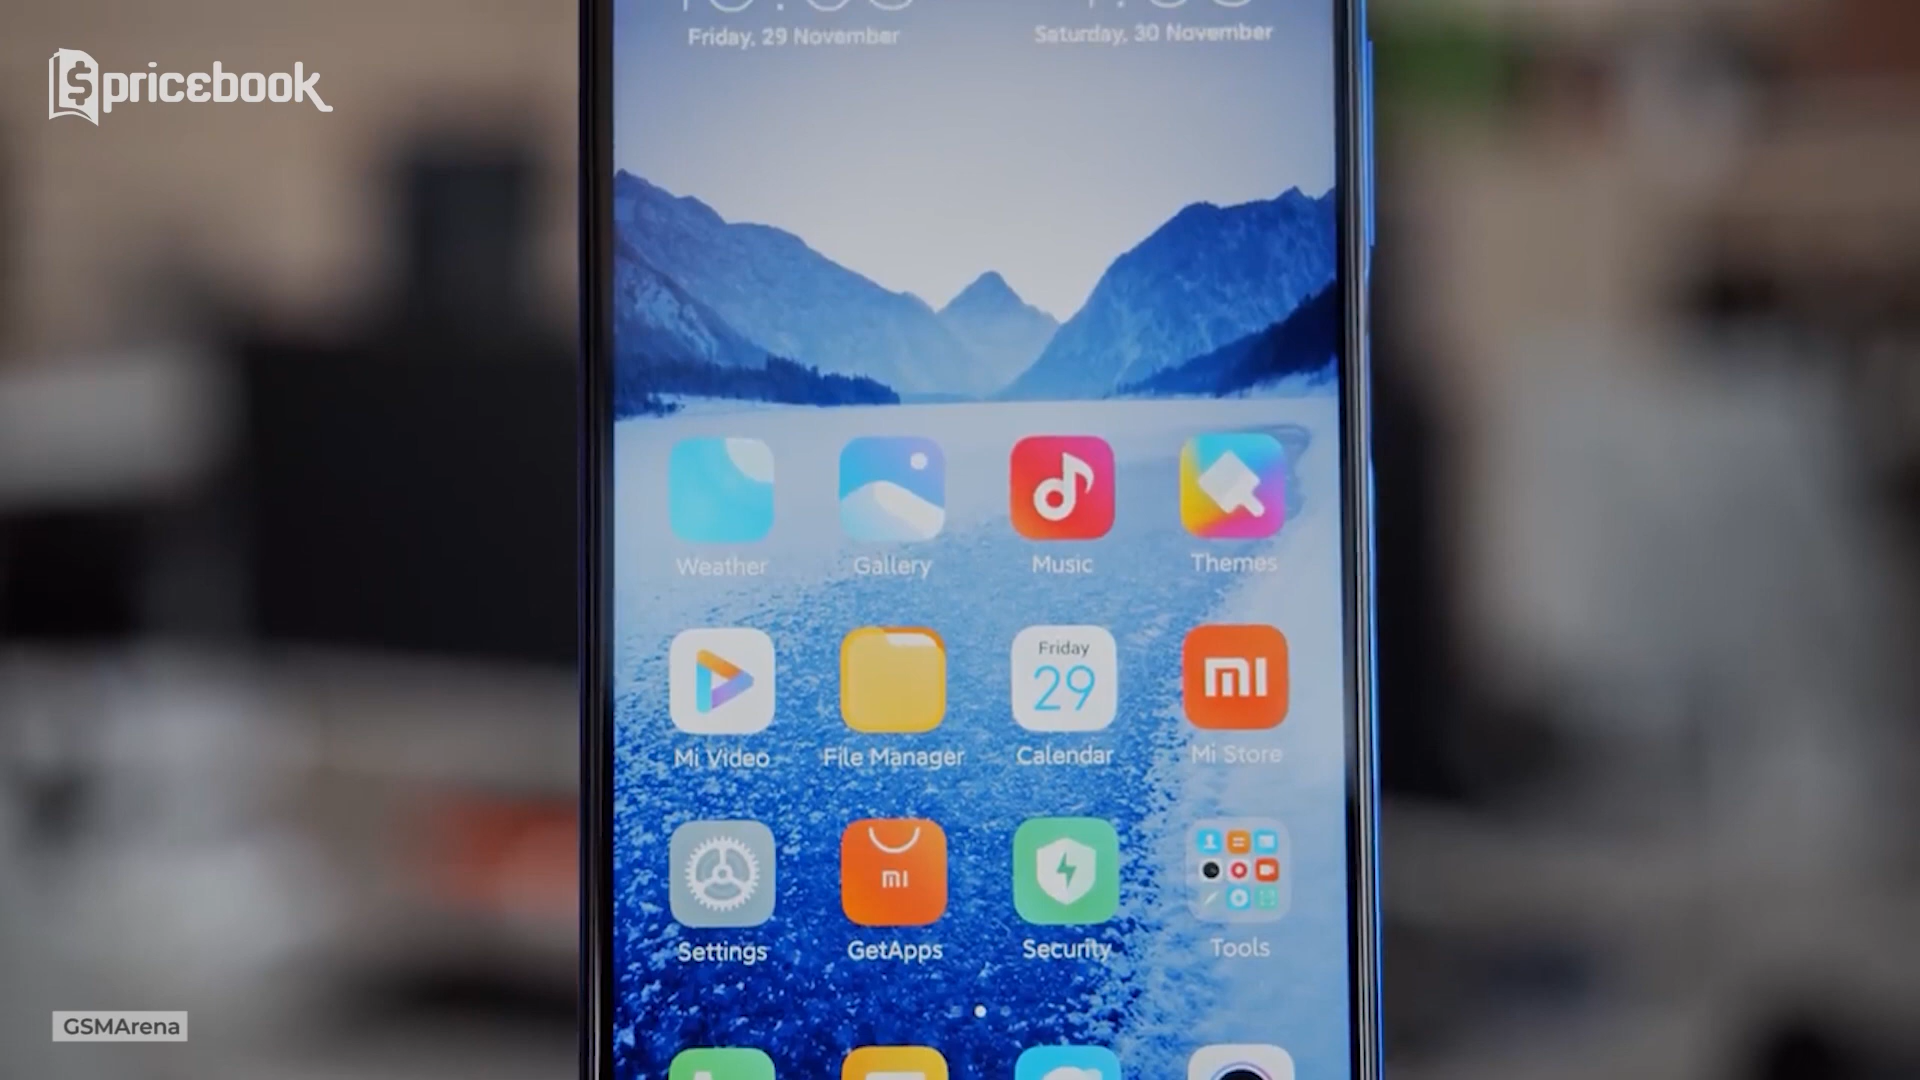 Friday, 29 November
Saturday, 30 November
pricebook
Weather
Gallery
Music
Themes
Friday
29
mi
Mi Video
File Manager
Calendar
Mi Store
mi
Settings
GetApps
Security
Tools
GSMArena